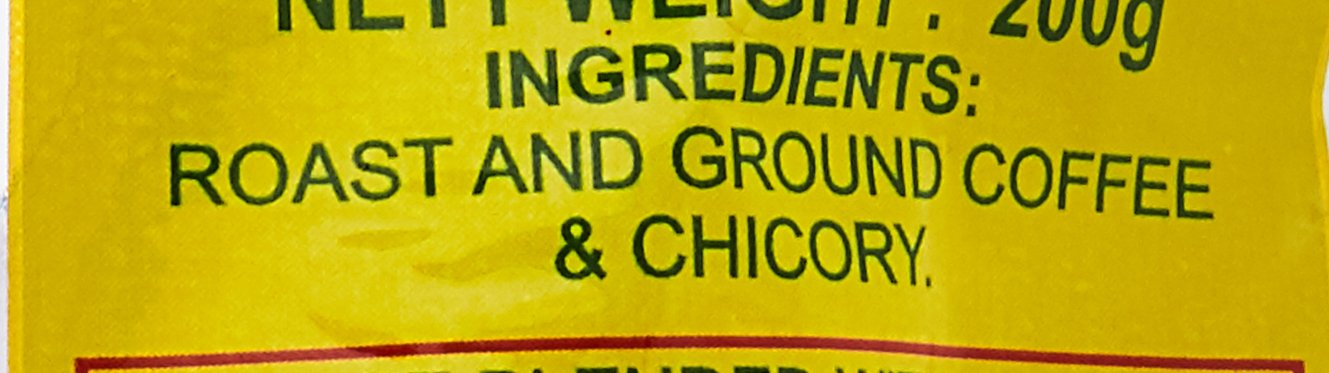 NETT WEIGHT: 200g
INGREDIENTS:
ROAST AND GROUND COFFEE
& CHICORY.